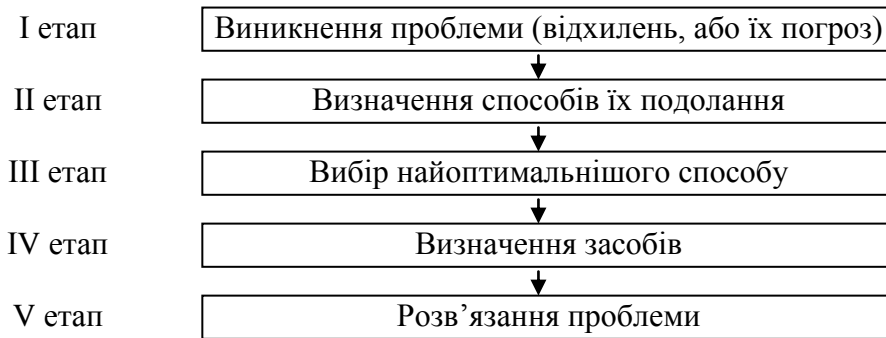 I етап Виникнення проблеми (відхилень, або їх погроз)
II етап Визначення способів їх подолання
III етап Вибір найоптимальнішого способу
IV етап Визначення засобів
V етап Розв’язання проблеми